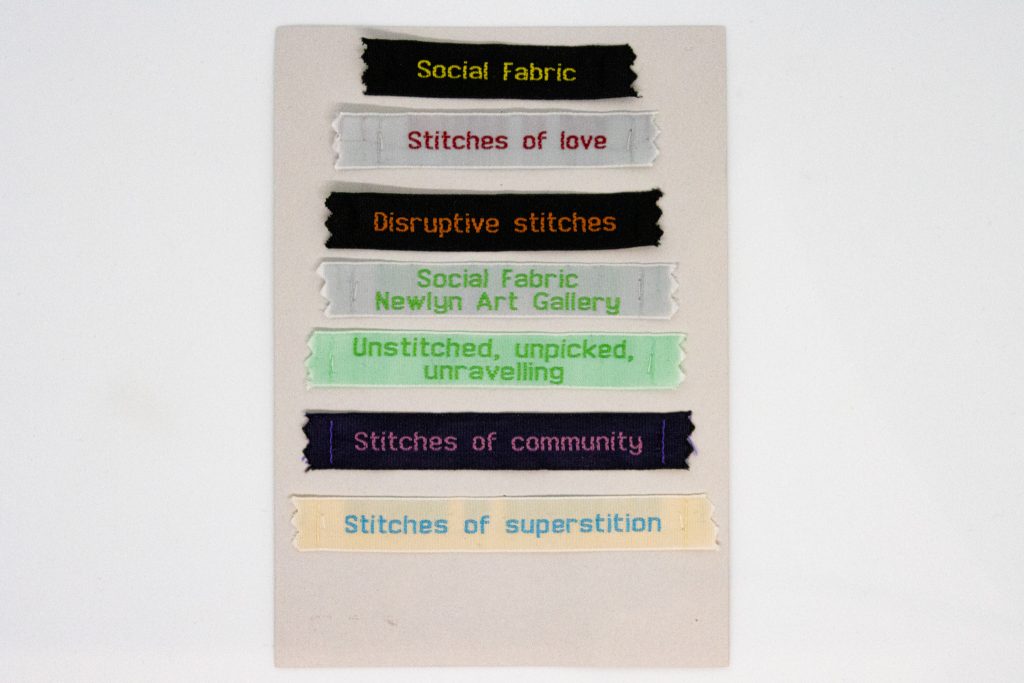 Social Fabric
Stitches of love
Disruptive stitches
Social Fabric
Newlyn Art Gallery
Unstitched, unpicked,
unravelling
Stitches of community
Stitches of superstition